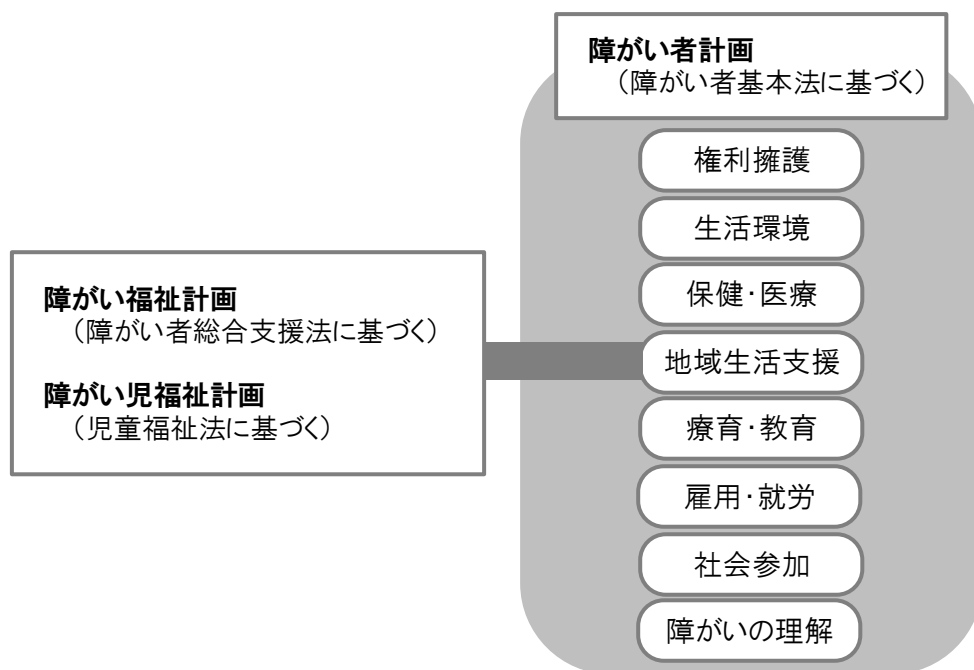 障がい者計画
（障がい者基本法に基づく）
権利擁護
生活環境
保健・医療
障がい福祉計画
（障がい者総合支援法に基づく）
地域生活支援
障がい児福祉計画
（児童福祉法に基づく）
療育・教育
雇用・就労
社会参加
障がいの理解